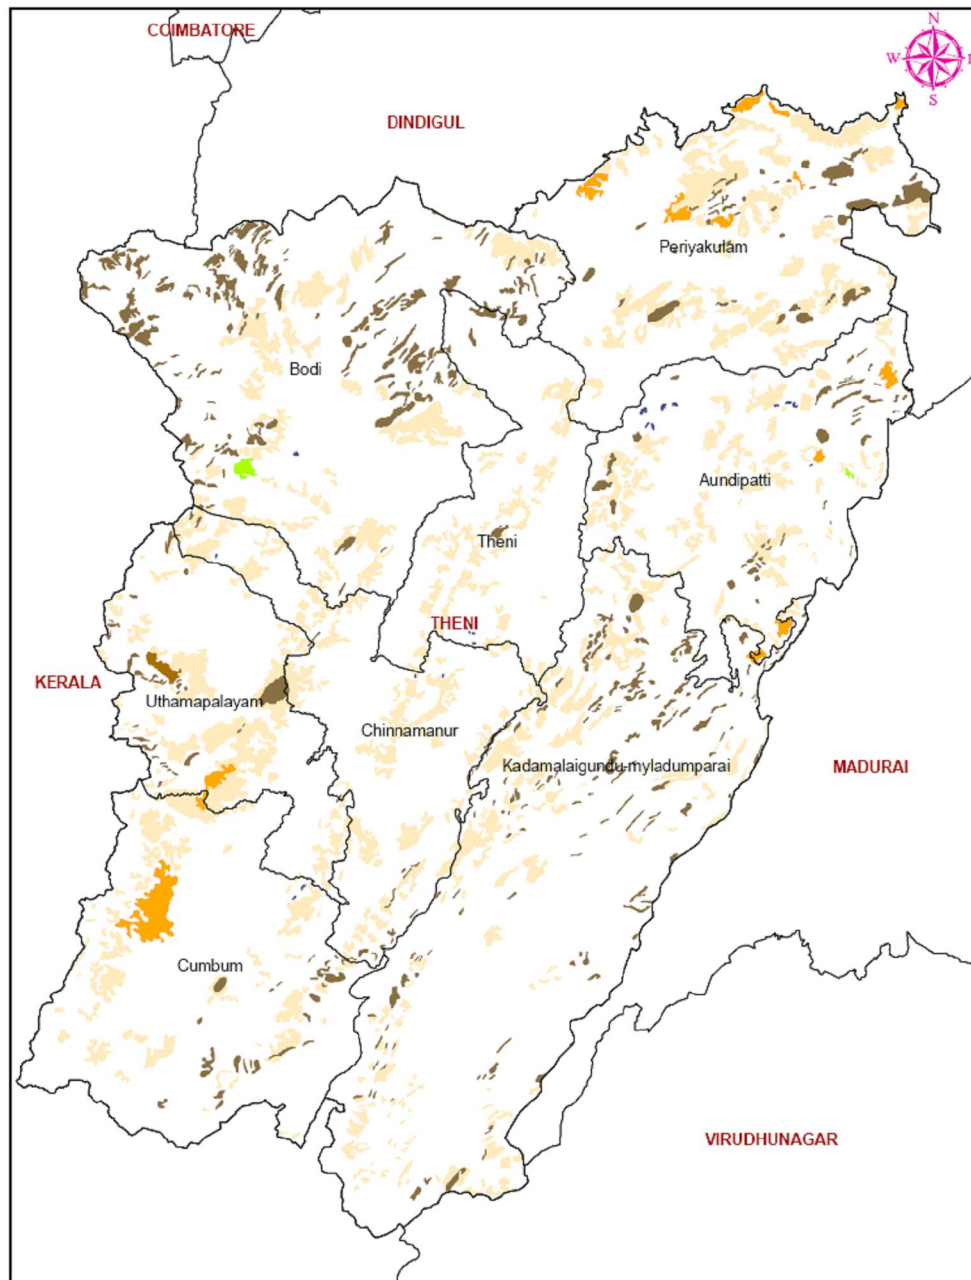 COIMBATORE
N
W
E
S
DINDIGUL
Periyakulam
Bodi
Aundipatti
Theni
THENI
KERALA
Uthamapalayam
Chinnamanur
Kadamalaigundu-myladumparai
MADURAI
Cumbum
VIRUDHUNAGAR